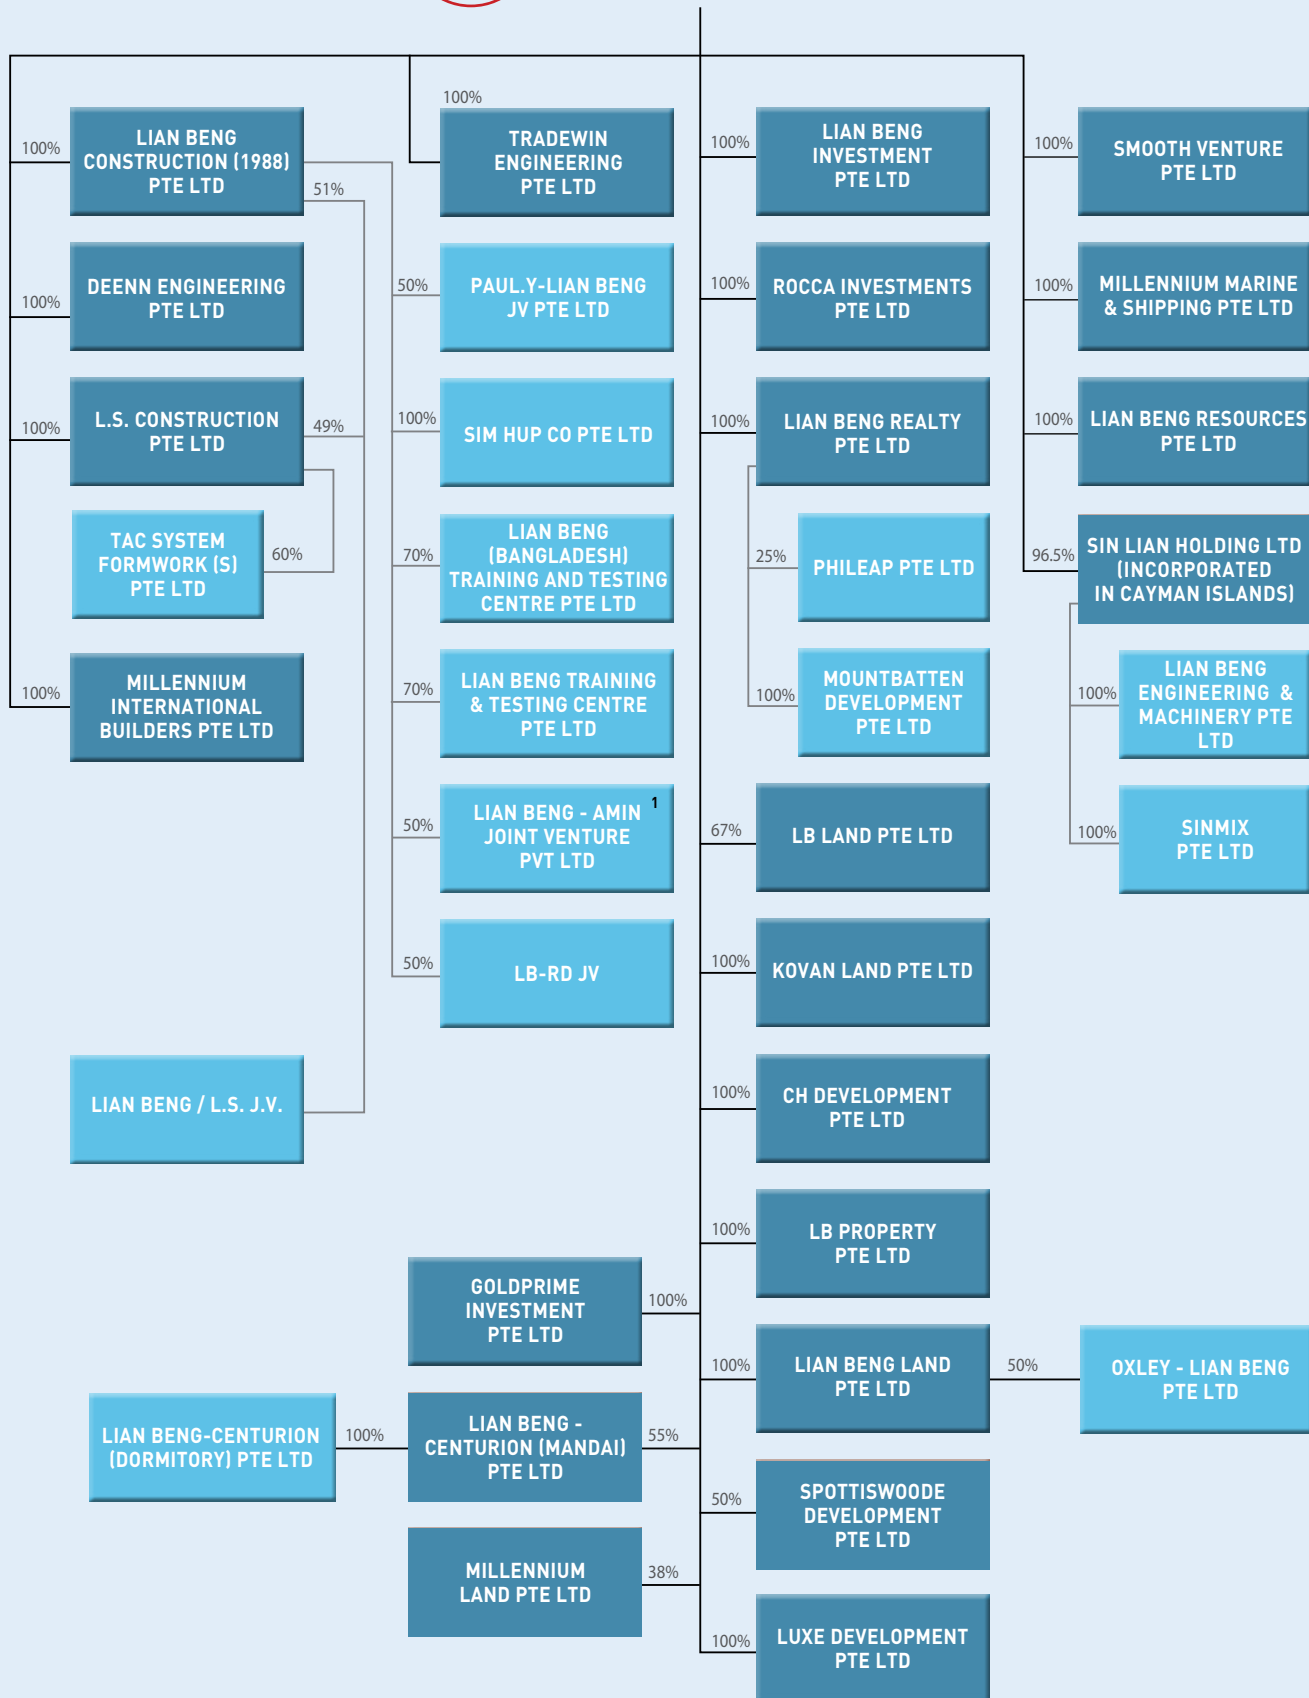 100%
LIAN BENG
CONSTRUCTION (1988)
PTE LTD
51%
100%
DEENN ENGINEERING
PTE LTD
100%
L.S. CONSTRUCTION
PTE LTD
49%
TAC SYSTEM
FORMWORK (S)
PTE LTD
60%
100%
MILLENNIUM
INTERNATIONAL
BUILDERS PTE LTD
LIAN BENG / L.S. J.V.
100%
TRADEWIN
ENGINEERING
PTE LTD
50%
PAUL.Y-LIAN BENG
JV PTE LTD
100%
SIM HUP CO PTE LTD
70%
LIAN BENG
(BANGLADESH)
TRAINING AND TESTING
CENTRE PTE LTD
70%
LIAN BENG TRAINING
& TESTING CENTRE
PTE LTD
50%
LIAN BENG - AMIN 1
JOINT VENTURE
PVT LTD
50%
LB-RD JV
GOLDPRIME
INVESTMENT
PTE LTD
100%
LIAN BENG-CENTURION
(DORMITORY) PTE LTD
100%
LIAN BENG -
CENTURION (MANDAI)
PTE LTD
55%
MILLENNIUM
LAND PTE LTD
38%
100%
LIAN BENG
INVESTMENT
PTE LTD
100%
ROCCA INVESTMENTS
PTE LTD
100%
LIAN BENG REALTY
PTE LTD
25%
PHILEAP PTE LTD
100%
MOUNTBATTEN
DEVELOPMENT
PTE LTD
67%
LB LAND PTE LTD
100%
KOVAN LAND PTE LTD
100%
CH DEVELOPMENT
PTE LTD
100%
LB PROPERTY
PTE LTD
100%
LIAN BENG LAND
PTE LTD
50%
OXLEY - LIAN BENG
PTE LTD
50%
SPOTTISWOODE
DEVELOPMENT
PTE LTD
100%
LUXE DEVELOPMENT
PTE LTD
100%
SMOOTH VENTURE
PTE LTD
100%
MILLENNIUM MARINE
& SHIPPING PTE LTD
100%
LIAN BENG RESOURCES
PTE LTD
96.5%
SIN LIAN HOLDING LTD
(INCORPORATED
IN CAYMAN ISLANDS)
100%
LIAN BENG
ENGINEERING &
MACHINERY PTE
LTD
100%
SINMIX
PTE LTD